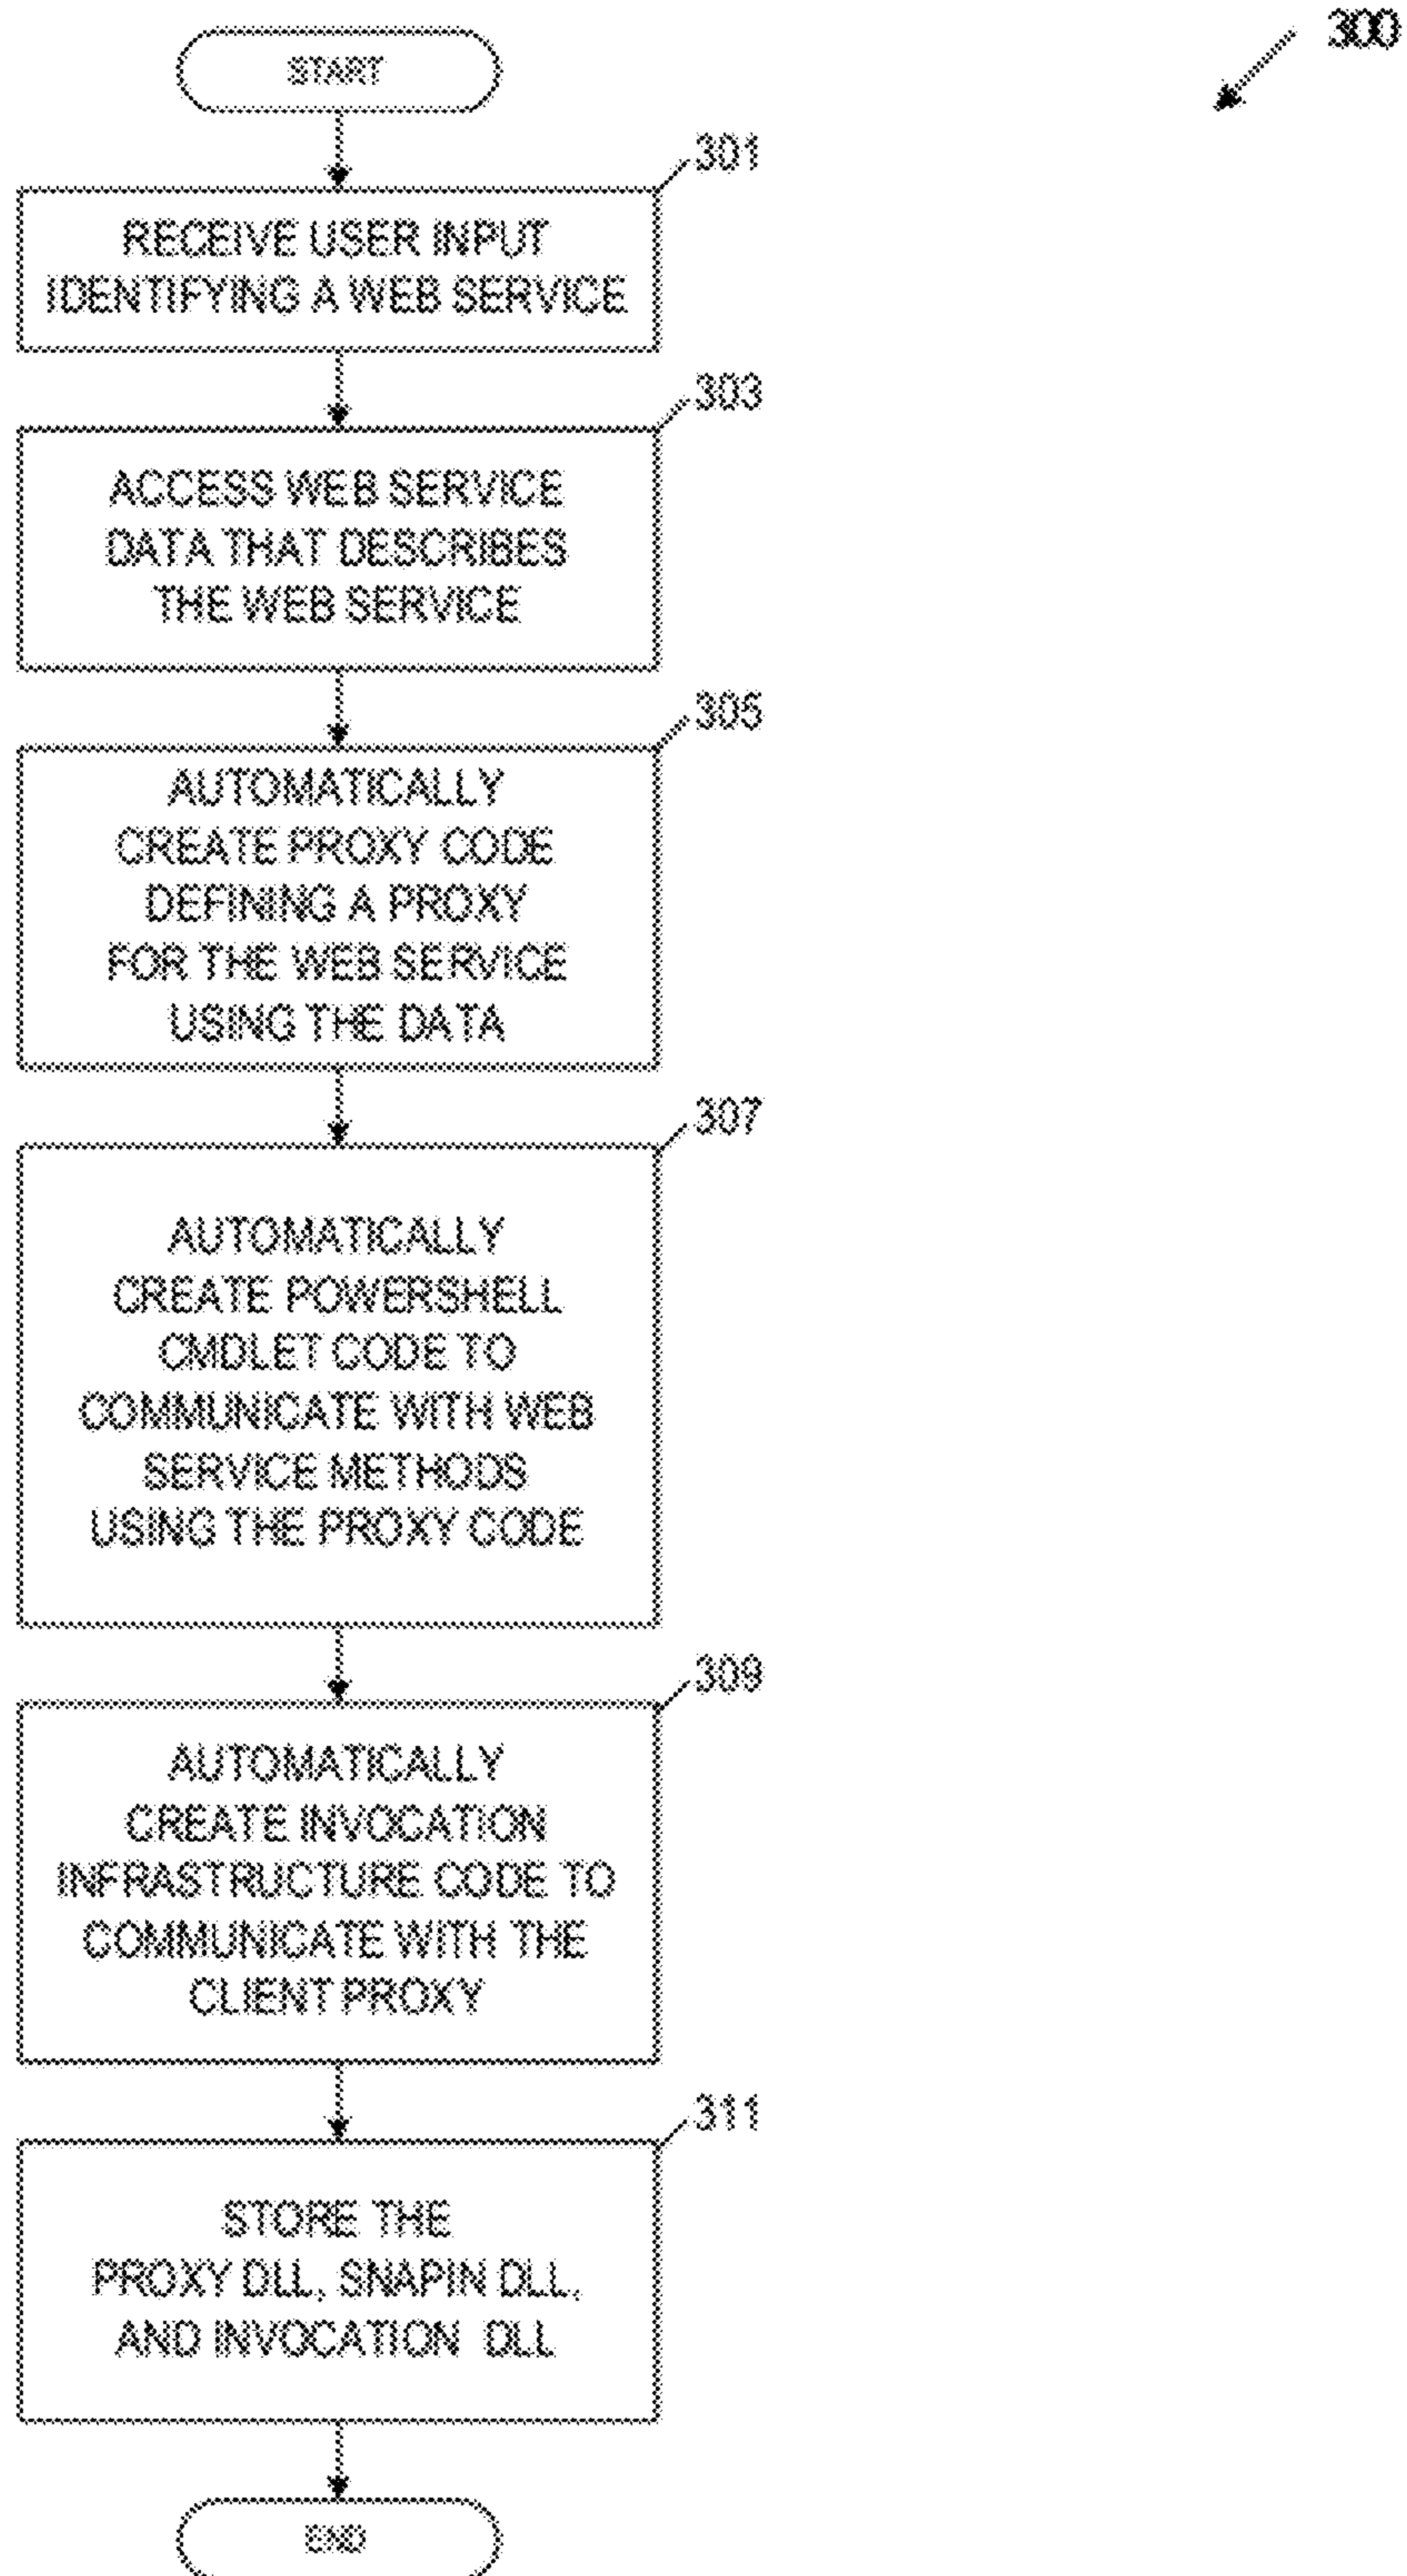 300
START
301
RECEIVE USER INPUT
IDENTIFYING A WEB SERVICE
303
ACCESS WEB SERVICE
DATA THAT DESCRIBES
THE WEB SERVICE
305
AUTOMATICALLY
CREATE PROXY CODE
DEFINING A PROXY
FOR THE WEB SERVICE
USING THE DATA
307
AUTOMATICALLY
CREATE POWERSHELL
CMDLET CODE TO
COMMUNICATE WITH WEB
SERVICE METHODS
USING THE PROXY CODE
309
AUTOMATICALLY
CREATE INVOCATION
INFRASTRUCTURE CODE TO
COMMUNICATE WITH THE
CLIENT PROXY
311
STORE THE
PROXY DLL, SNAPIN DLL,
AND INVOCATION DLL
END